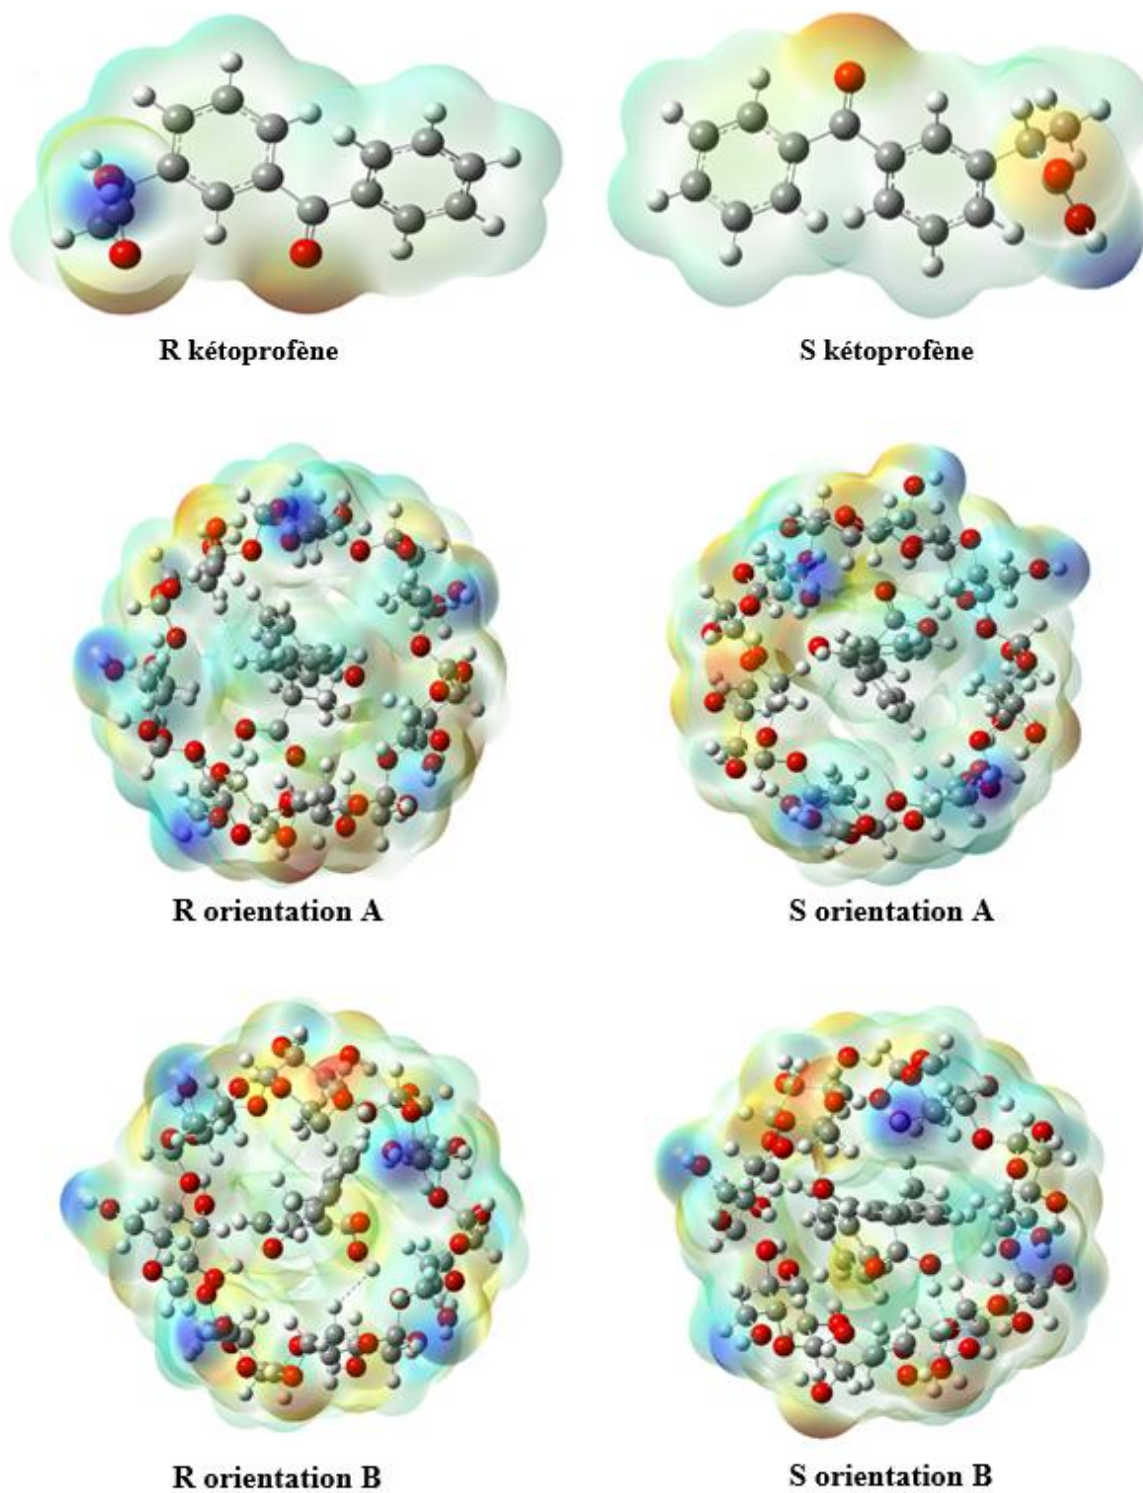 R kétoprofène
S kétoprofène
R orientation A
S orientation A
R orientation B
S orientation B